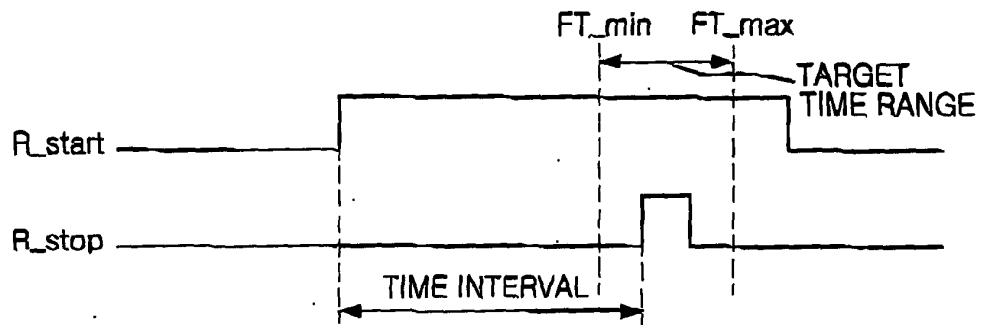 FT_min FT_max
TARGET
TIME RANGE
R_start
R_stop
TIME INTERVAL